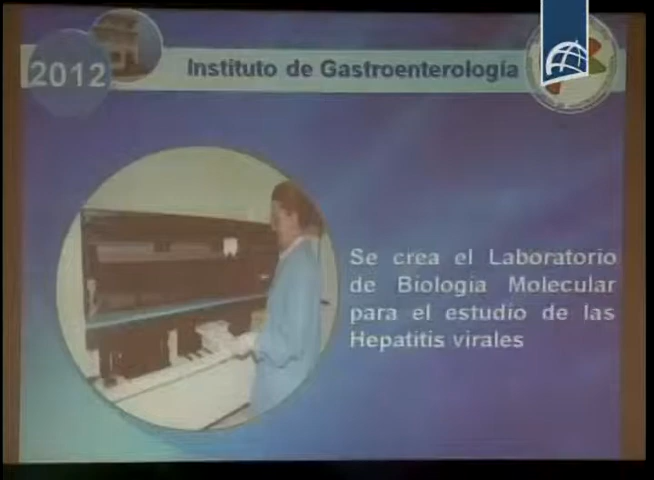 2012
Instituto de Gastroenterología
Se crea el Laboratorio
de Biología Molecular
para el estudio de las
Hepatitis virales